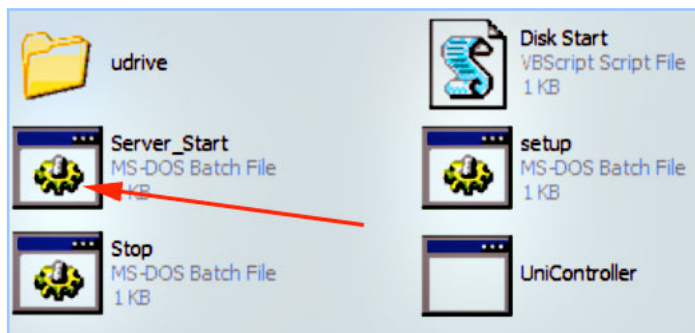 udrive
Disk Start
VBScript Script File
1 KB
Server_Start
MS-DOS Batch File
KB
setup
MS-DOS Batch File
1 KB
Stop
MS-DOS Batch File
1 KB
UniController